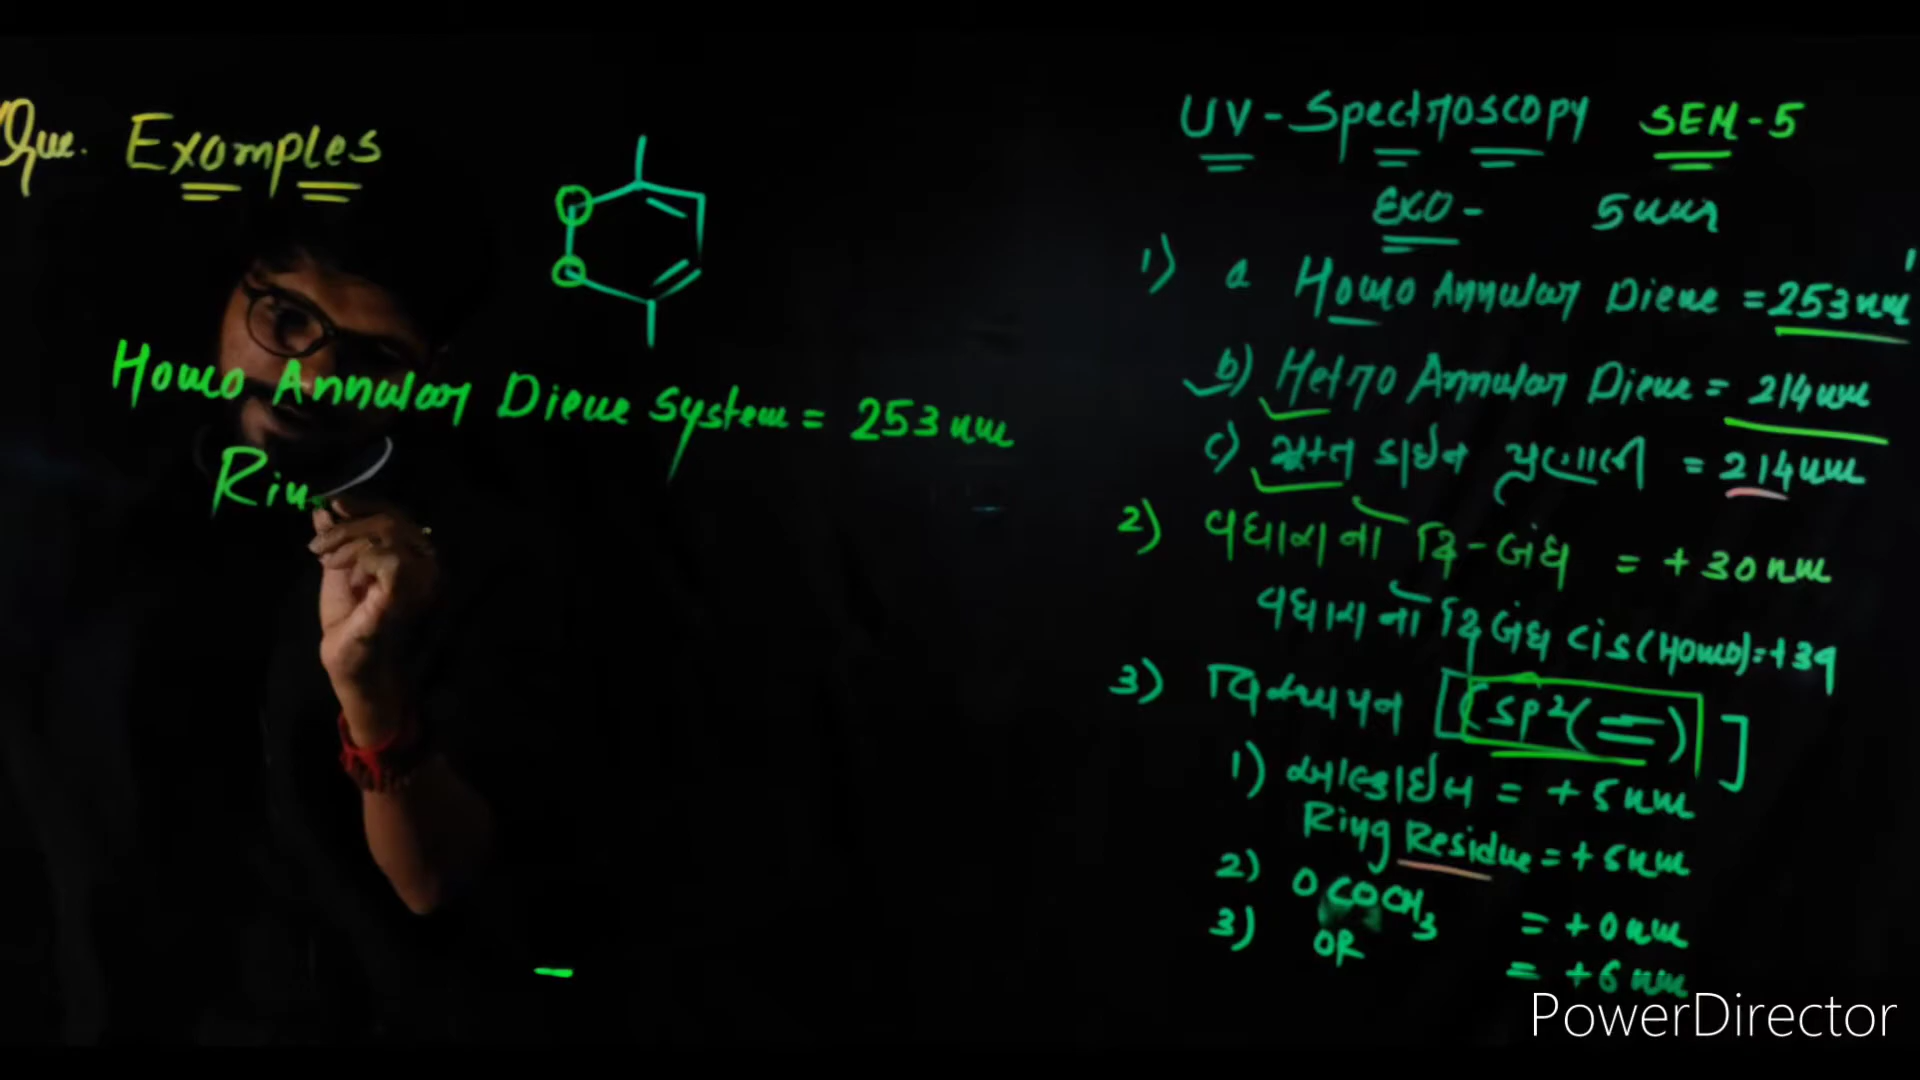 Que. Examples
Homo Annular Diene System = 253 nm
Rin
UV - Spectroscopy SEM - 5
EXO - 5 nm
1) a Homo Annular Diene = 253 nm
b) Hetro Annular Diene = 214 nm
c) મુક્ત ડાઈન પ્રણાલી = 214 nm
2) વધારાના દ્વિ-બંધ = +30 nm
વધારાના દ્વિબંધ cis (Homo) = +39
3) વિસ્થાપન [(SP²(=)]
1) આલ્કાઈલ = +5 nm
Ring Residue = +5 nm
2) OCOCH₃ = +0 nm
3) OR = +6 nm
PowerDirector